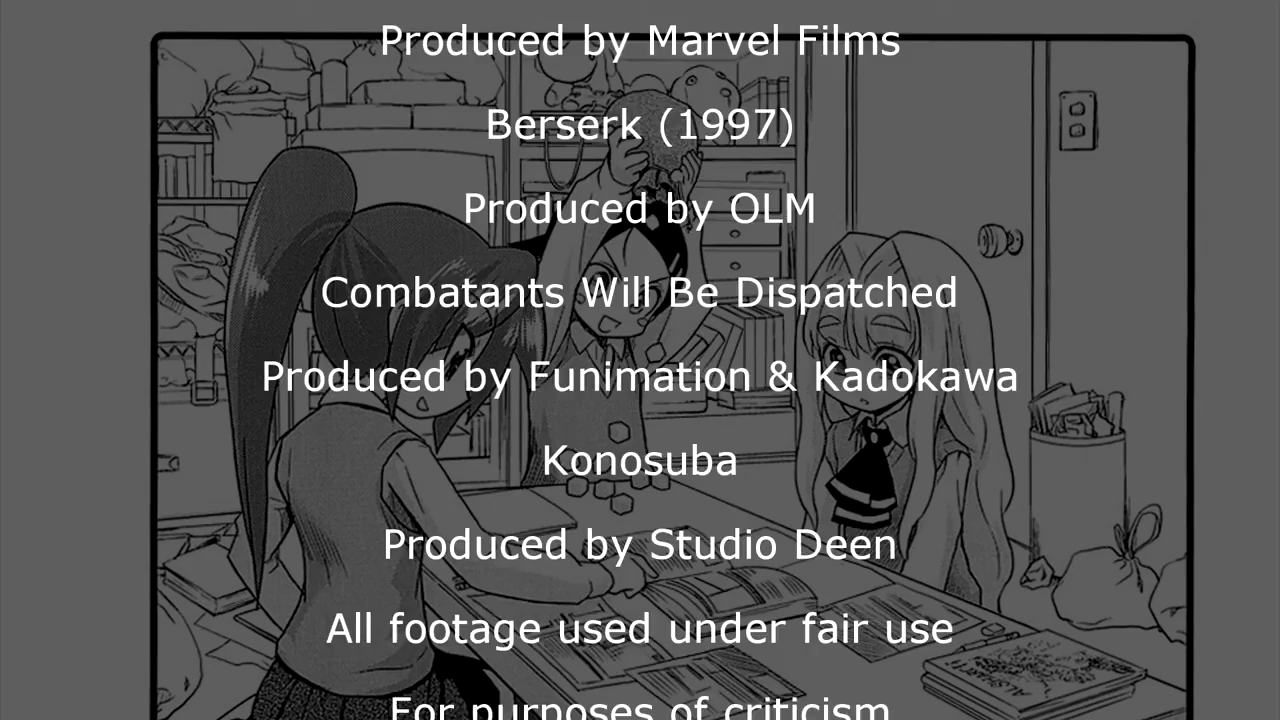 Produced by Marvel Films
Berserk (1997)
Produced by OLM
Combatants Will Be Dispatched
Produced by Funimation & Kadokawa
Konosuba
Produced by Studio Deen
All footage used under fair use
For purposes of criticism